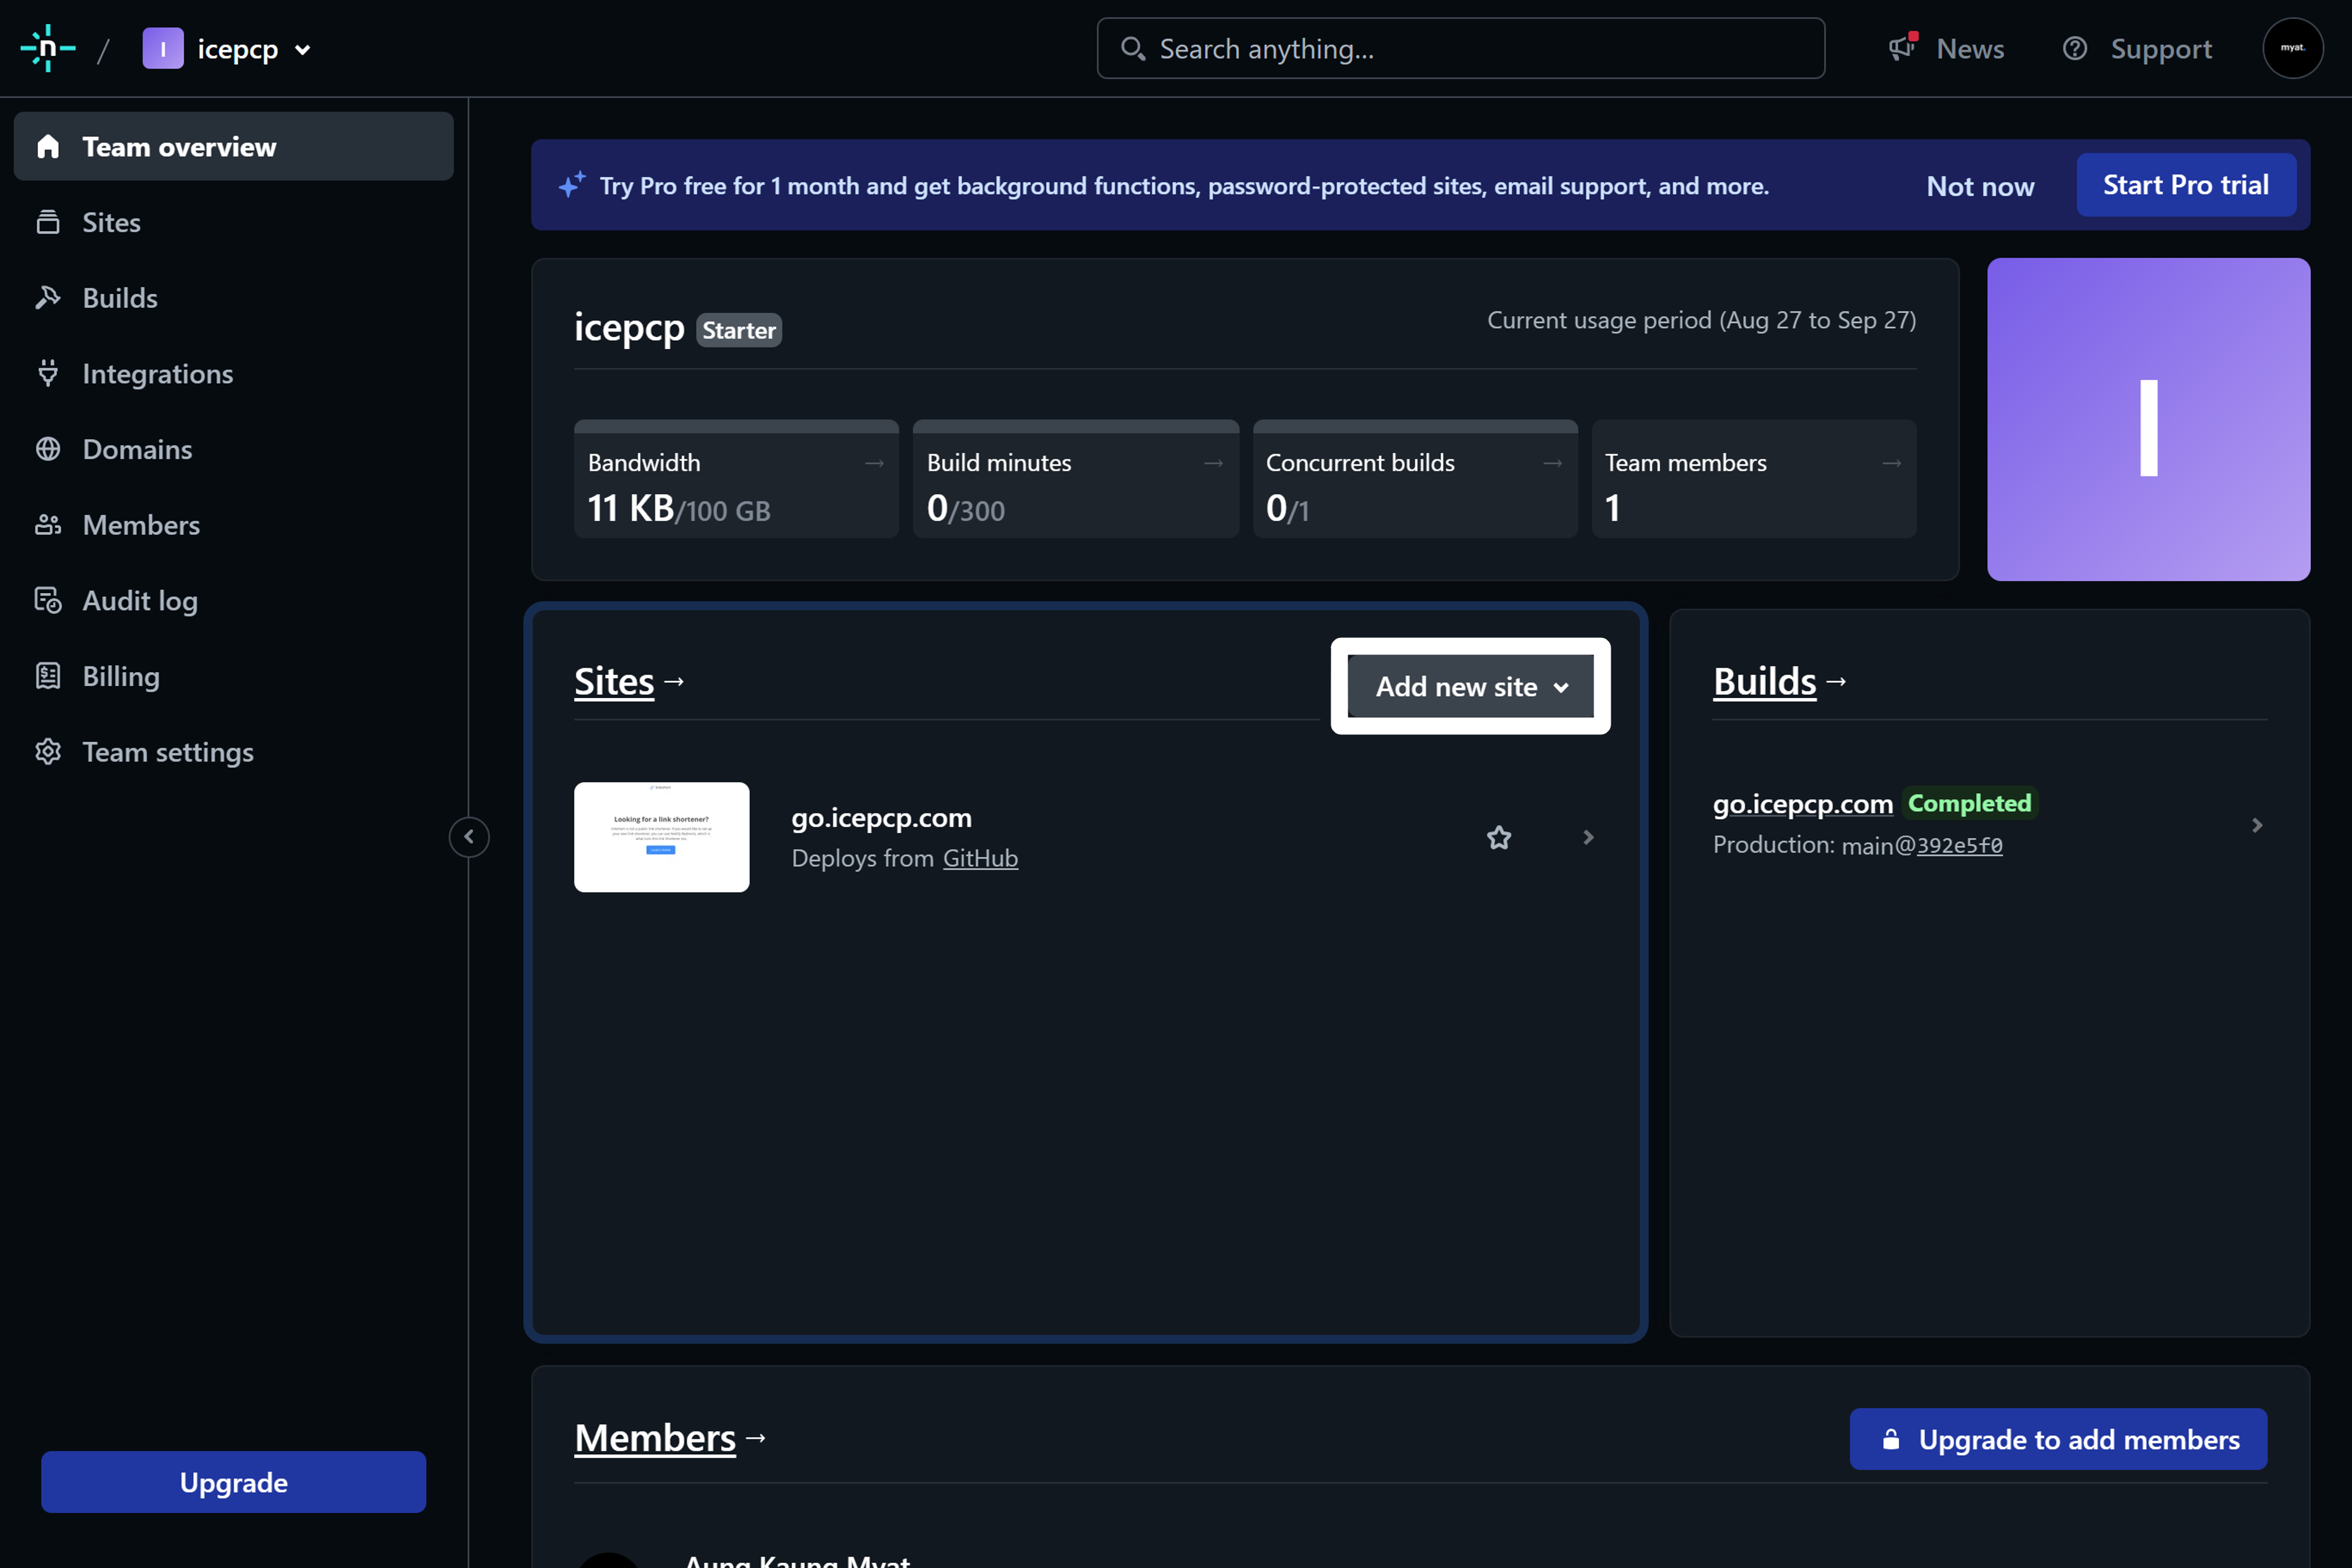 n / I icepcp
Search anything...
News
Support
myat.
Team overview
Sites
Builds
Integrations
Domains
Members
Audit log
Billing
Team settings
Upgrade
Try Pro free for 1 month and get background functions, password-protected sites, email support, and more.
Not now
Start Pro trial
icepcp Starter
Current usage period (Aug 27 to Sep 27)
Bandwidth →
11 KB/100 GB
Build minutes →
0/300
Concurrent builds →
0/1
Team members →
1
I
Sites →
Add new site
Looking for a link shortener?
go.icepcp.com
Deploys from GitHub
Builds →
go.icepcp.com Completed
Production: main@392e5f0
Members →
Upgrade to add members
Aung Kaung Myat